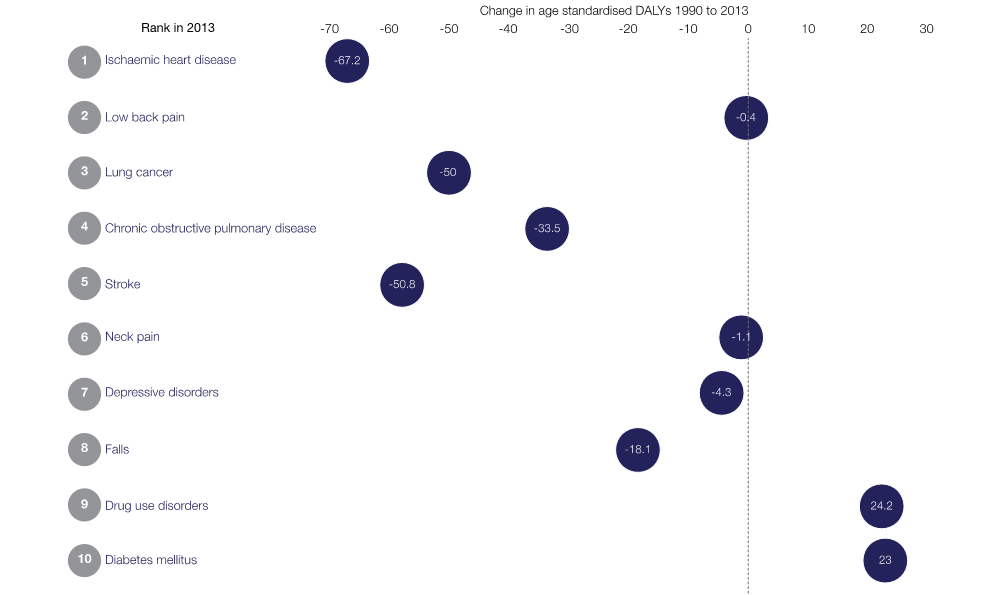 Change in age standardised DALYs 1990 to 2013
Rank in 2013 -70 -60 -50 -40 -30 -20 -10 0 10 20 30
1 Ischaemic heart disease -67.2
2 Low back pain -0.4
3 Lung cancer -50
4 Chronic obstructive pulmonary disease -33.5
5 Stroke -50.8
6 Neck pain -1.1
7 Depressive disorders -4.3
8 Falls -18.1
9 Drug use disorders 24.2
10 Diabetes mellitus 23